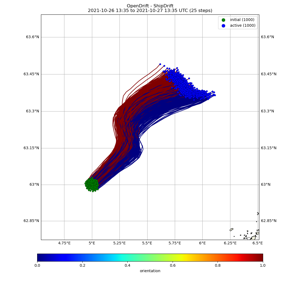 OpenDrift - ShipDrift
2021-10-26 13:35 to 2021-10-27 13:35 UTC (25 steps)
initial (1000)
active (1000)
63.6°N 63.6°N
63.45°N 63.45°N
63.3°N 63.3°N
63.15°N 63.15°N
63°N 63°N
62.85°N 62.85°N
4.75°E 5°E 5.25°E 5.5°E 5.75°E 6°E 6.25°E 6.5°E
0.0 0.2 0.4 0.6 0.8 1.0
orientation